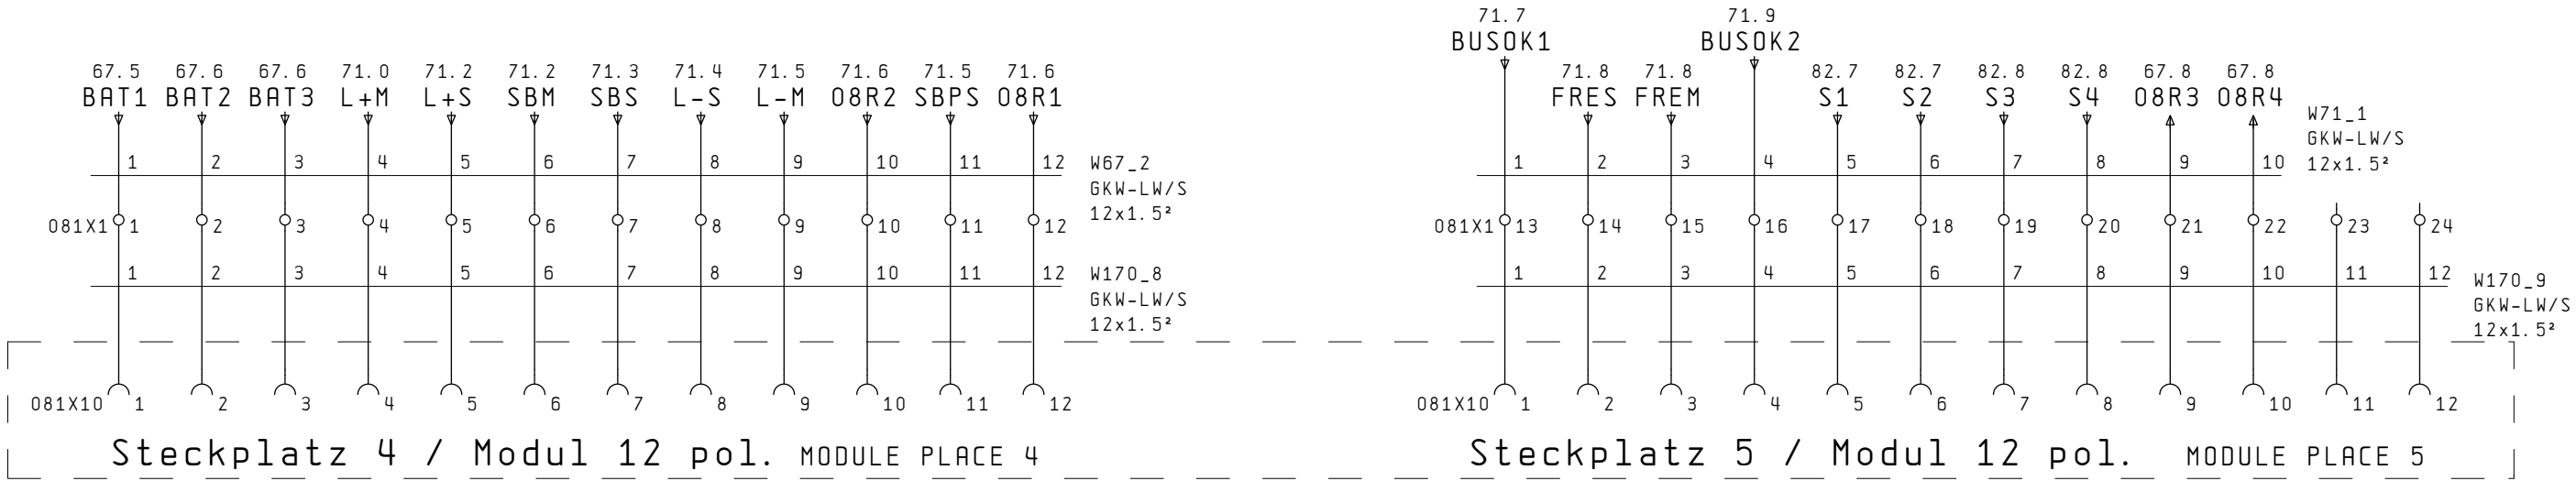 71.7 71.9
BUSOK1 BUSOK2
67.5 67.6 67.6 71.0 71.2 71.2 71.3 71.4 71.5 71.6 71.5 71.6 71.8 71.8 82.7 82.7 82.8 82.8 67.8 67.8
BAT1 BAT2 BAT3 L+M L+S SBM SBS L-S L-M 08R2 SBPS 08R1 FRES FREM S1 S2 S3 S4 08R3 08R4
1 2 3 4 5 6 7 8 9 10 11 12
W67_2
GKW-LW/S
12x1.5²
1 2 3 4 5 6 7 8 9 10
W71_1
GKW-LW/S
12x1.5²
081X1 1 2 3 4 5 6 7 8 9 10 11 12
081X1 13 14 15 16 17 18 19 20 21 22 23 24
1 2 3 4 5 6 7 8 9 10 11 12
W170_8
GKW-LW/S
12x1.5²
1 2 3 4 5 6 7 8 9 10 11 12
W170_9
GKW-LW/S
12x1.5²
081X10 1 2 3 4 5 6 7 8 9 10 11 12
081X10 1 2 3 4 5 6 7 8 9 10 11 12
Steckplatz 4 / Modul 12 pol. MODULE PLACE 4
Steckplatz 5 / Modul 12 pol. MODULE PLACE 5